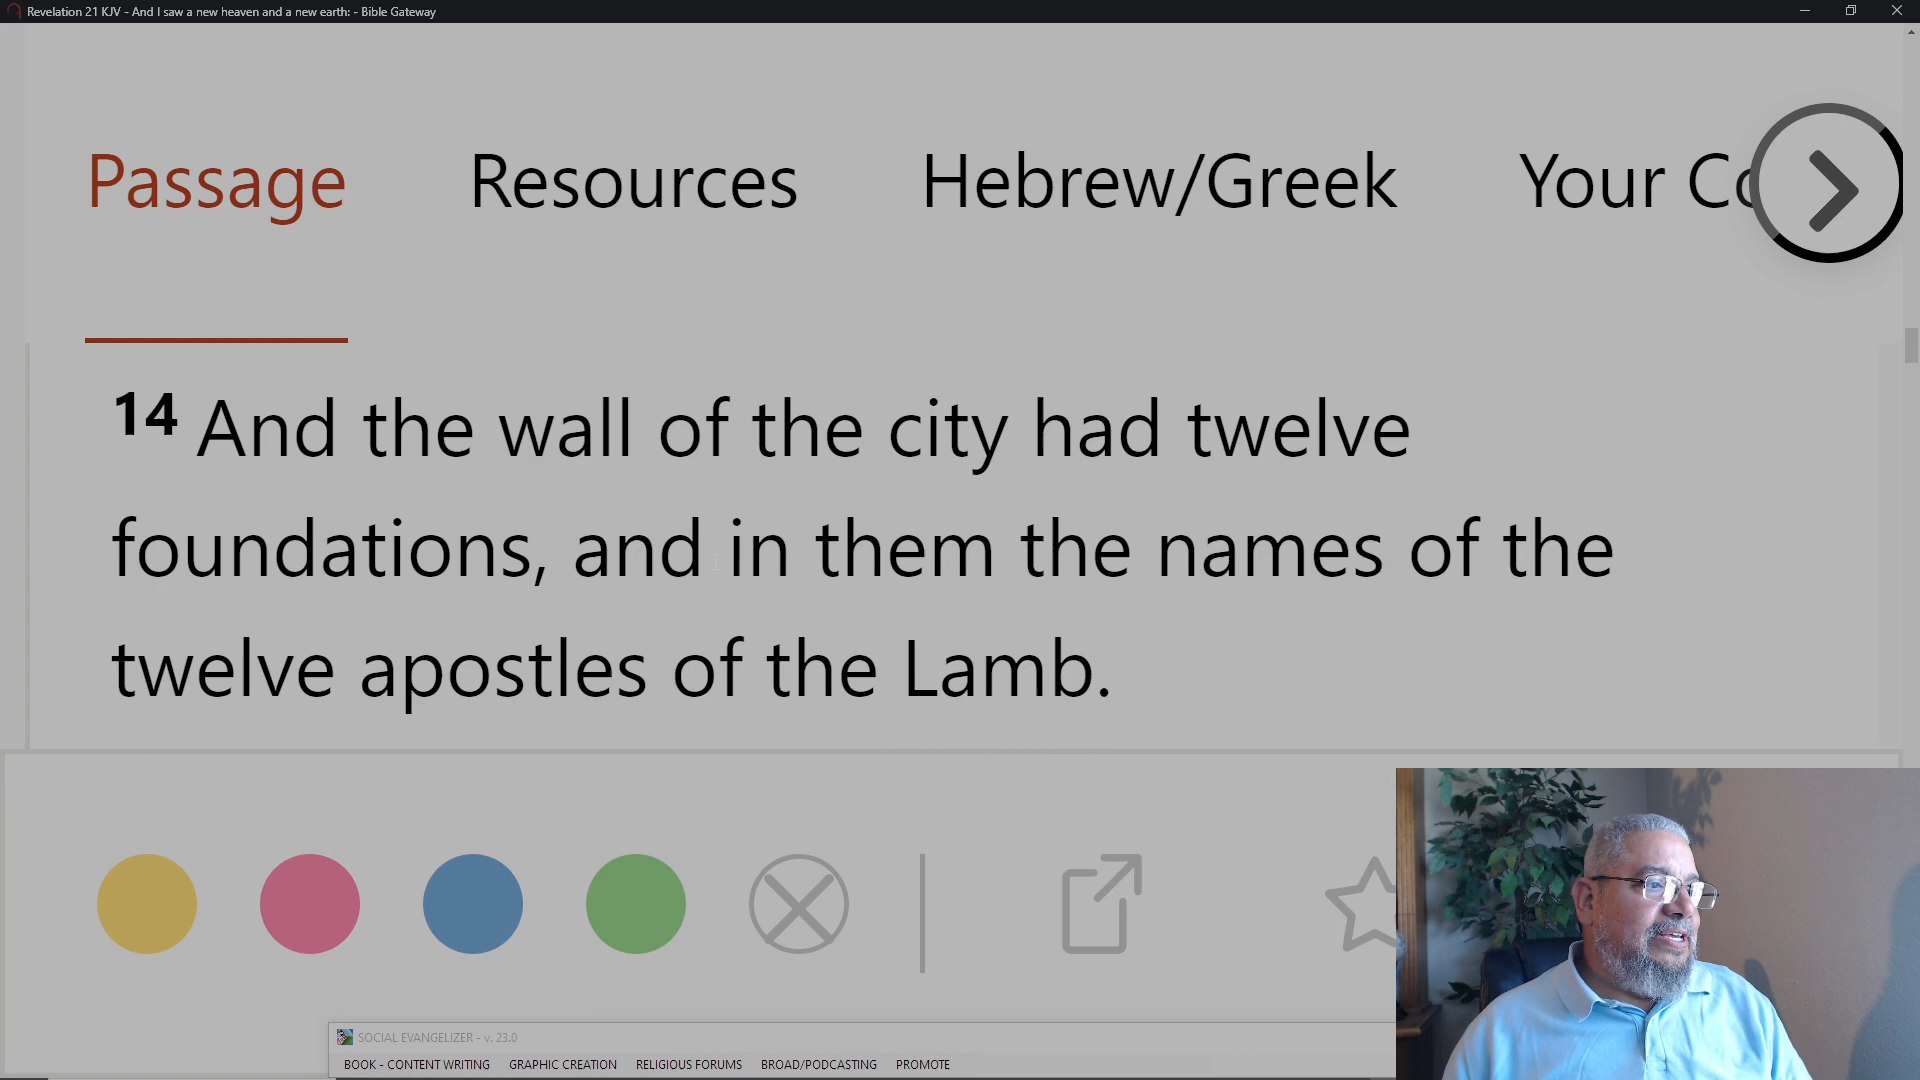 Revelation 21 KJV - And I saw a new heaven and a new earth: - Bible Gateway
Passage Resources Hebrew/Greek Your
14 And the wall of the city had twelve
foundations, and in them the names of the
twelve apostles of the Lamb.
SOCIAL EVANGELIZER - v. 23.0
BOOK - CONTENT WRITING GRAPHIC CREATION RELIGIOUS FORUMS BROAD/PODCASTING PROMOTE